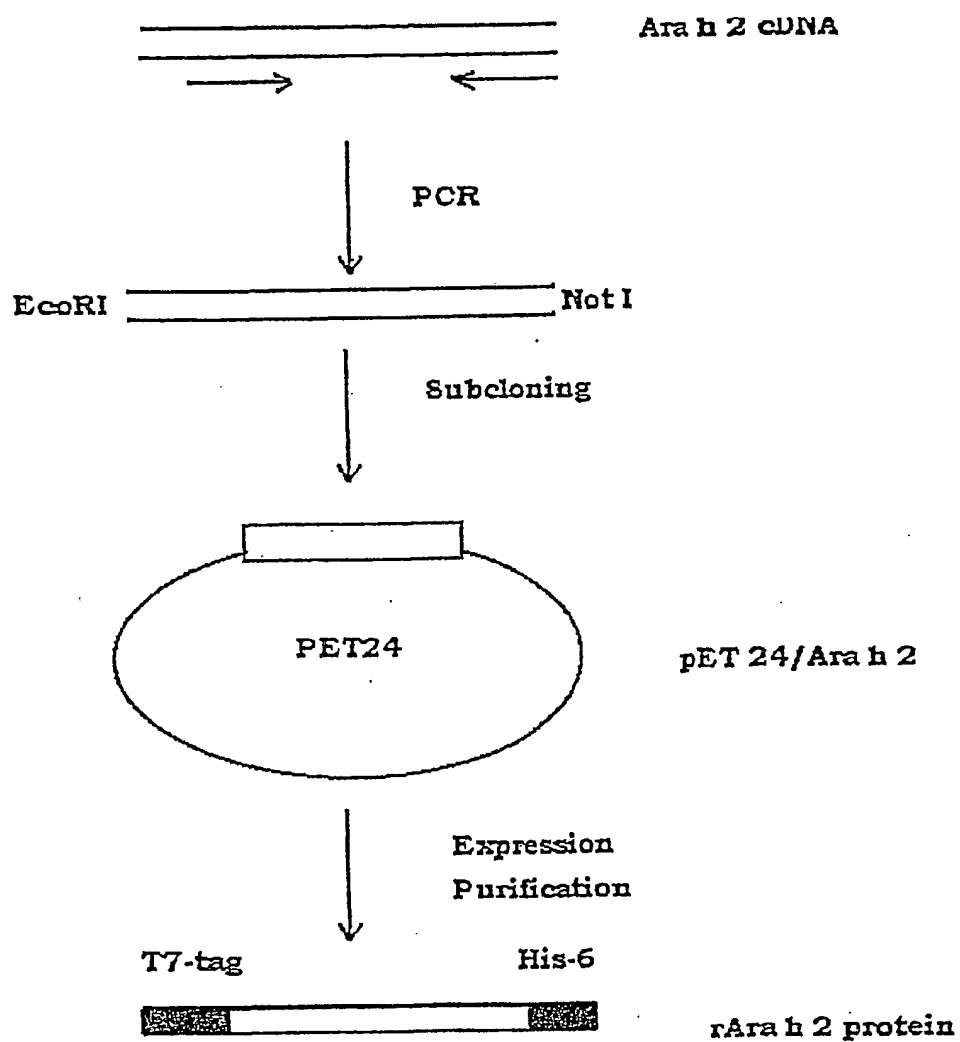 Ara h 2 cDNA
PCR
EcoRI
Not I
Subcloning
PET24
pET 24/Ara h 2
Expression
Purification
T7-tag
His-6
rAra h 2 protein